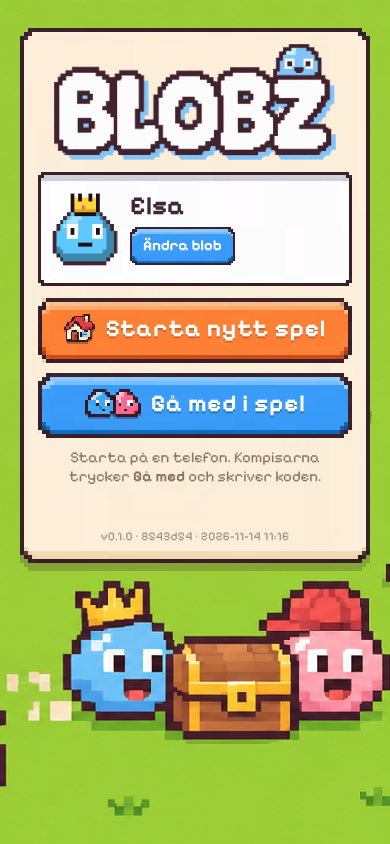 BLOBZ
Elsa
Ändra blob
Starta nytt spel
Gå med i spel
Starta på en telefon. Kompisarna
trycker Gå med och skriver koden.
v0.1.0 · 8S43dS4 · 2026-11-14 11:16